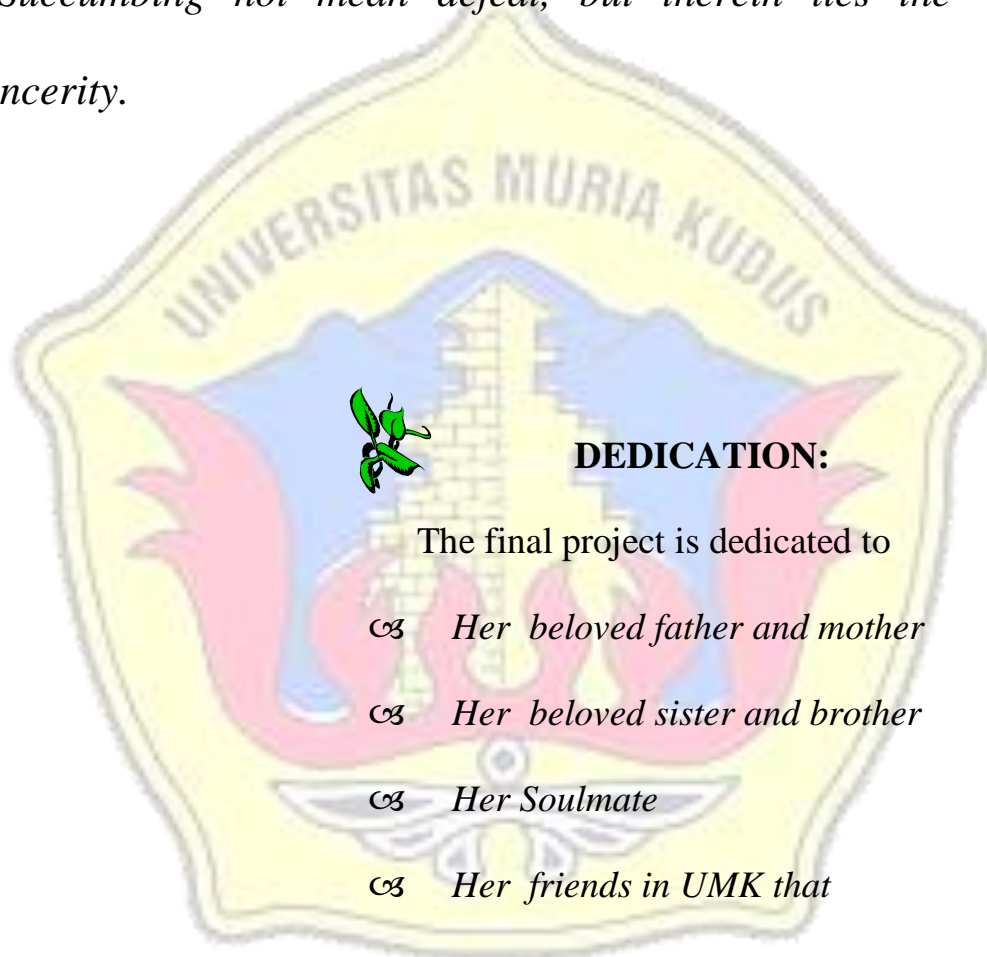 Succumbing not mean defeat, but therein lies the
ncerity.
UNIVERSITAS MURIA KUDUS
DEDICATION:
The final project is dedicated to
Her beloved father and mother
Her beloved sister and brother
Her Soulmate
Her friends in UMK that